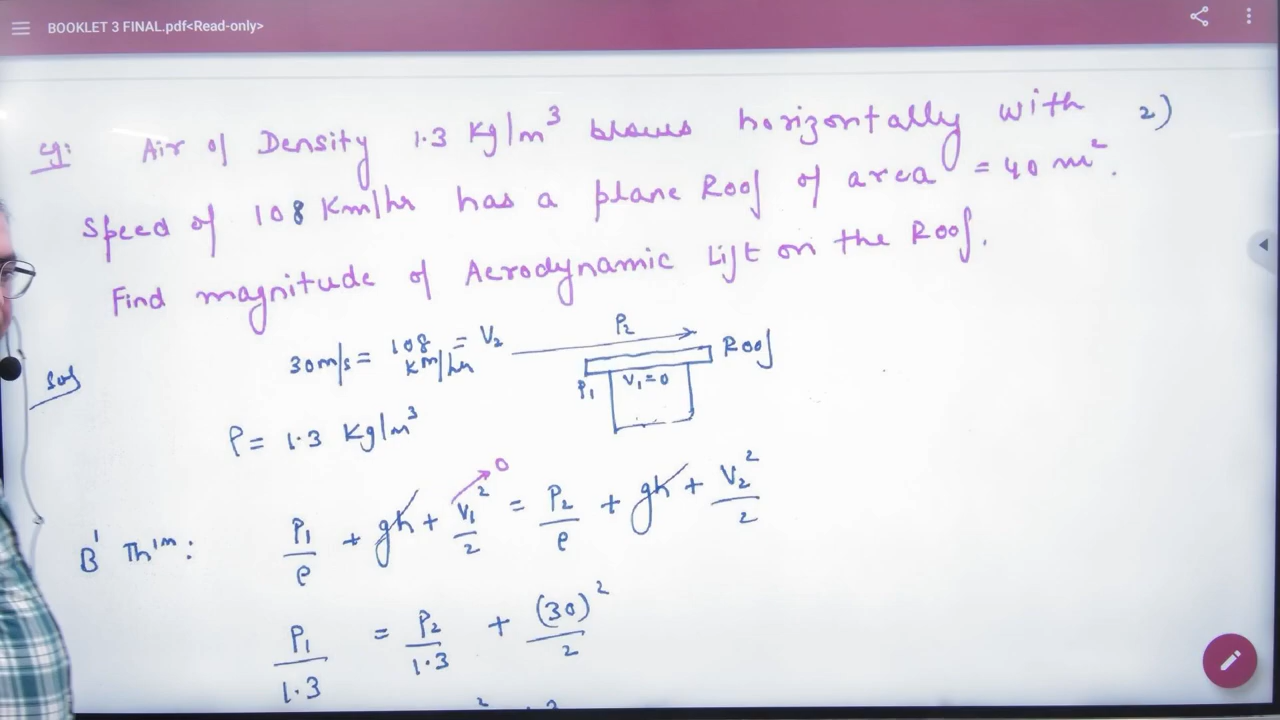 BOOKLET 3 FINAL.pdf<Read-only>
eg: Air of Density 1.3 Kg/m³ blows horizontally with 2)
Speed of 108 Km/hr has a plane Roof of area = 40 m².
Find magnitude of Aerodynamic Lift on the Roof.
Sol 30m/s = 108 km/hr = V₂
P₂
Roof
P₁ V₁=0
ρ = 1.3 Kg/m³
B' Thm: P₁/ρ + gh + V₁²/2 = P₂/ρ + gh + V₂²/2
0
P₁/1.3 = P₂/1.3 + (30)²/2